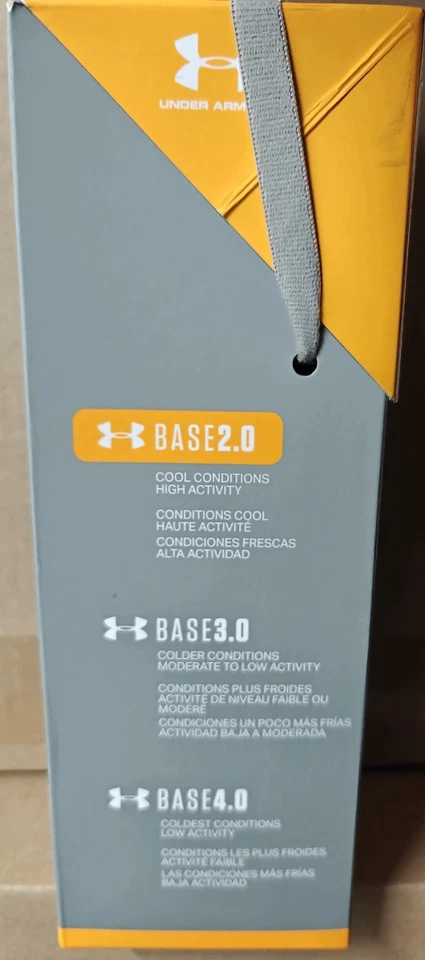 UNDER ARM
BASE2.0
COOL CONDITIONS
HIGH ACTIVITY
CONDITIONS COOL
HAUTE ACTIVITÉ
CONDICIONES FRESCAS
ALTA ACTIVIDAD
BASE3.0
COLDER CONDITIONS
MODERATE TO LOW ACTIVITY
CONDITIONS PLUS FROIDES
ACTIVITÉ DE NIVEAU FAIBLE OU
MODÉRÉ
CONDICIONES UN POCO MÁS FRÍAS
ACTIVIDAD BAJA A MODERADA
BASE4.0
COLDEST CONDITIONS
LOW ACTIVITY
CONDITIONS LES PLUS FROIDES
ACTIVITÉ FAIBLE
LAS CONDICIONES MÁS FRÍAS
BAJA ACTIVIDAD